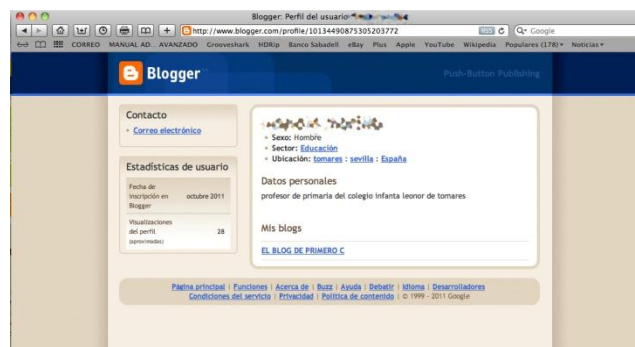 Blogger: Perfil del usuario
http://www.blogger.com/profile/10134490875305203772
RSS
Google
CORREO MANUAL AD... AVANZADO Grooveshark HDRip Banco Sabadell eBay Plus Apple YouTube Wikipedia Populares (178) Noticias
Blogger
Push-Button Publishing
Contacto
Correo electrónico
Estadísticas de usuario
Fecha de inscripción en Blogger octubre 2011
Visualizaciones del perfil (aproximadas) 28
Sexo: Hombre
Sector: Educación
Ubicación: tomares : sevilla : España
Datos personales
profesor de primaria del colegio infanta leonor de tomares
Mis blogs
EL BLOG DE PRIMERO C
Página principal | Funciones | Acerca de | Buzz | Ayuda | Debatir | Idioma | Desarrolladores
Condiciones del servicio | Privacidad | Política de contenido | © 1999 - 2011 Google